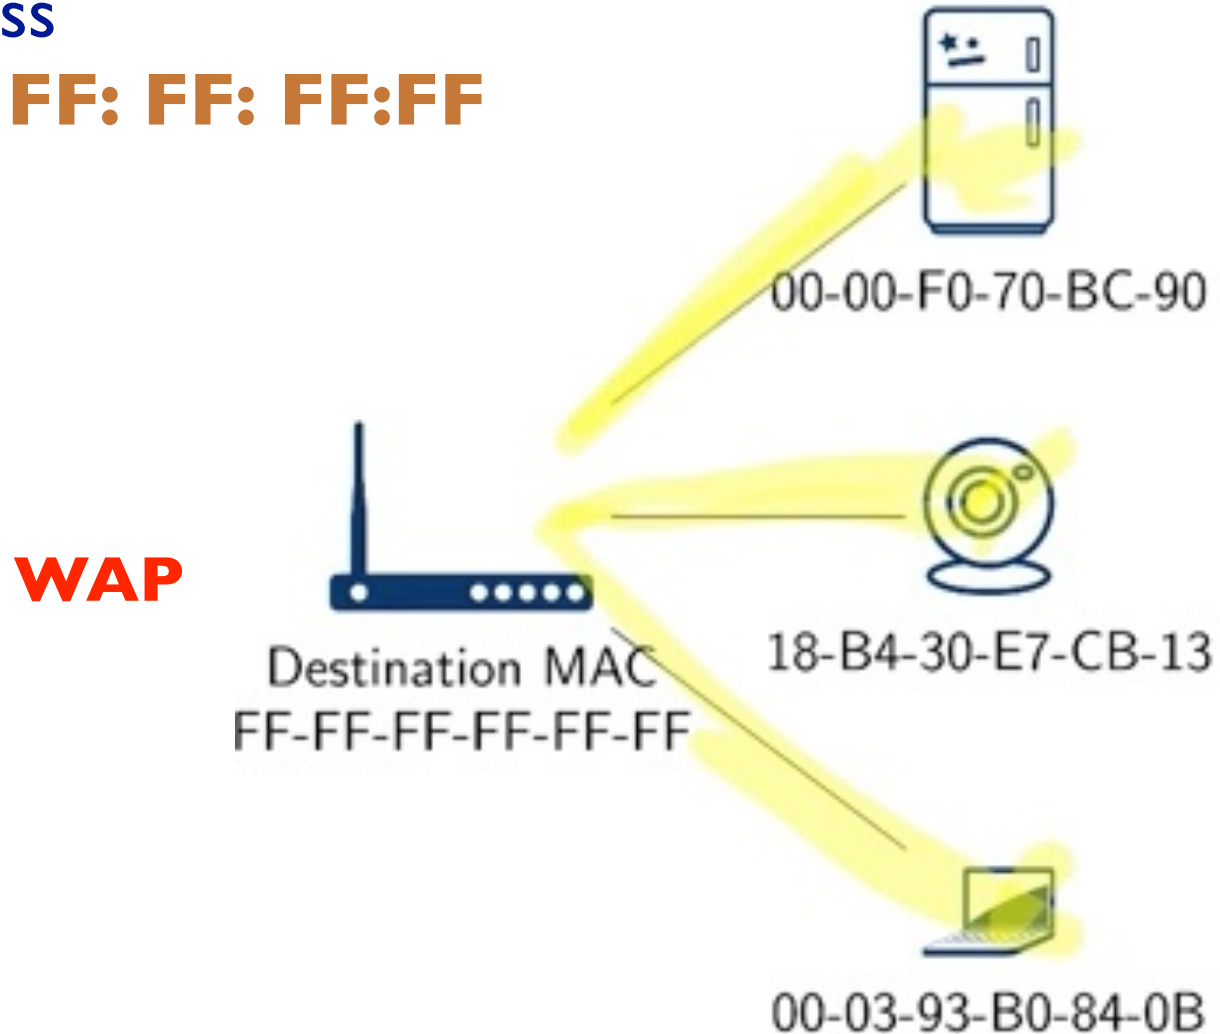 ss
FF: FF: FF:FF
00-00-F0-70-BC-90
WAP
Destination MAC
FF-FF-FF-FF-FF-FF
18-B4-30-E7-CB-13
00-03-93-B0-84-0B